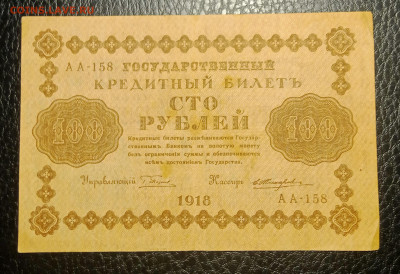 ГОСУДАРСТВЕННЫЙ
АА-158
КРЕДИТНЫЙ БИЛЕТЪ
СТО
РУБЛЕЙ
100 100
Кредитные билеты размѣниваются Государ-
ственнымъ Банкомъ на золотую монету
безъ ограниченія суммы и обезпечиваются
всѣмъ достояніемъ Государства.
Управляющій Кассиръ
1918
АА-158